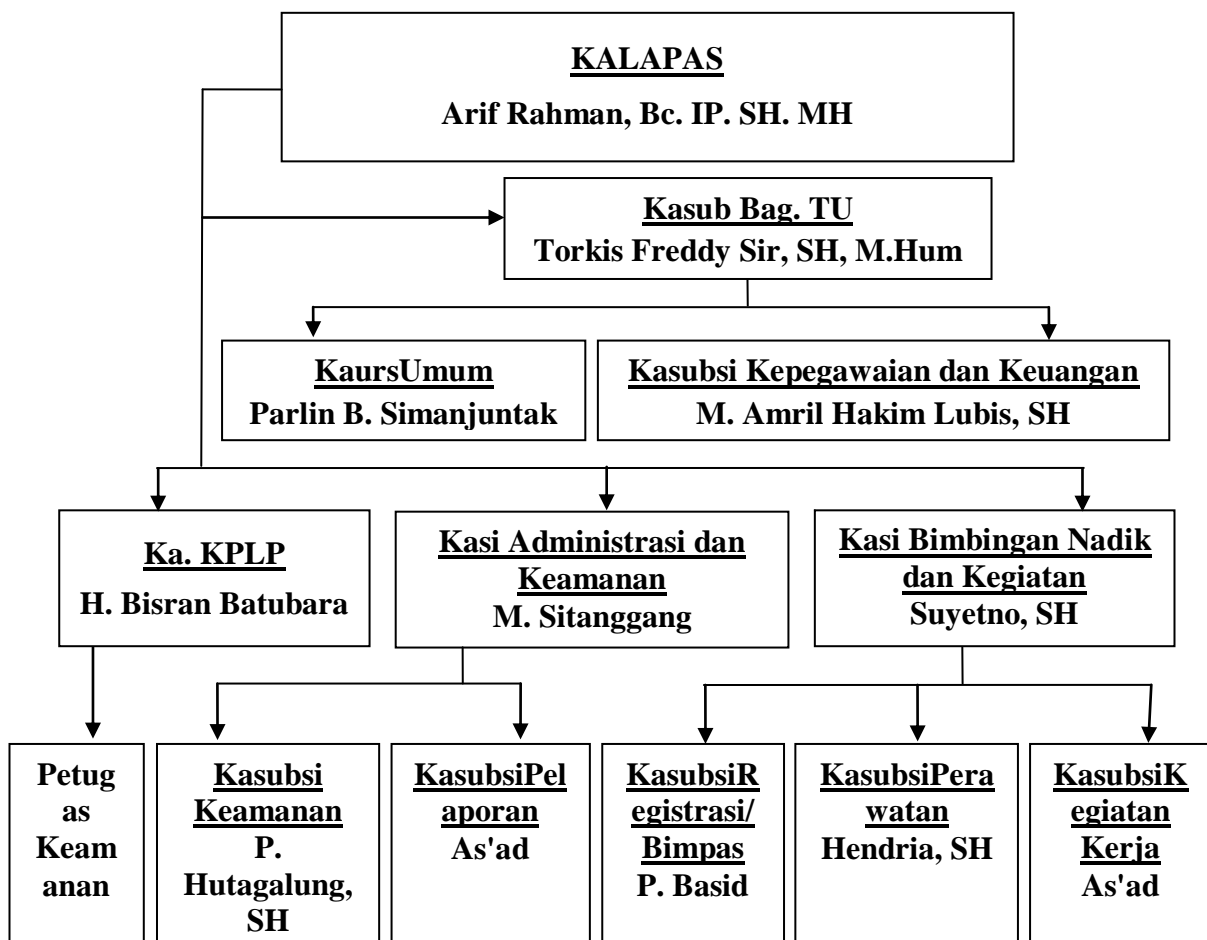 KALAPAS
Arif Rahman, Bc. IP. SH. MH
Kasub Bag. TU
Torkis Freddy Sir, SH, M.Hum
KaursUmum
Parlin B. Simanjuntak
Kasubsi Kepegawaian dan Keuangan
M. Amril Hakim Lubis, SH
Ka. KPLP
H. Bisran Batubara
Kasi Administrasi dan
Keamanan
M. Sitanggang
Kasi Bimbingan Nadik
dan Kegiatan
Suyetno, SH
Petug
as
Keam
anan
Kasubsi
Keamanan
P.
Hutagalung,
SH
KasubsiPel
aporan
As'ad
KasubsiR
egistrasi/
Bimpas
P. Basid
KasubsiPera
watan
Hendria, SH
KasubsiK
egiatan
Kerja
As'ad